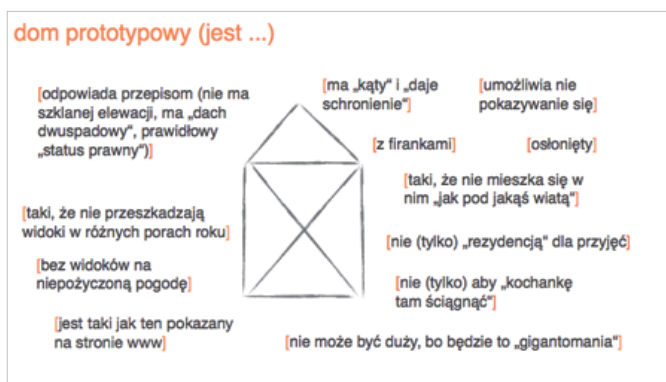 dom prototypowy (jest ...)
[odpowiada przepisom (nie ma
szklanej elewacji, ma „dach
dwuspadowy”, prawidłowy
„status prawny”)]
[ma „kąty” i „daje
schronienie”]
[umożliwia nie
pokazywanie się]
[z firankami]
[osłonięty]
[taki, że nie mieszka się w
nim „jak pod jakąś wiatą”]
[taki, że nie przeszkadzają
widoki w różnych porach roku]
[nie (tylko) „rezydencją” dla przyjęć]
[bez widoków na
niepożyczoną pogodę]
[nie (tylko) aby „kochankę
tam ściągnąć”]
[jest taki jak ten pokazany
na stronie www]
[nie może być duży, bo będzie to „gigantomania”]